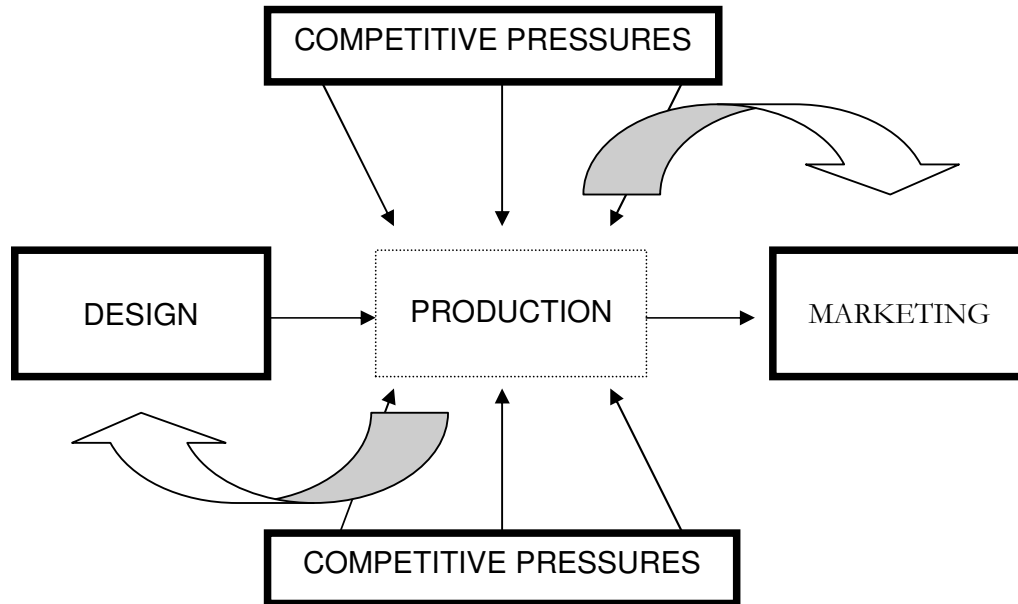 COMPETITIVE PRESSURES
DESIGN
PRODUCTION
MARKETING
COMPETITIVE PRESSURES